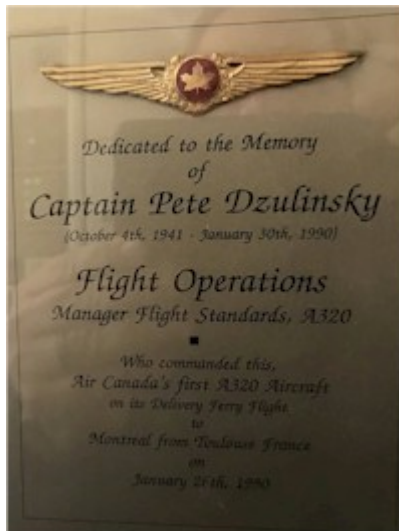 Dedicated to the Memory
of
Captain Pete Dzulinsky
(October 4th, 1941 - January 30th, 1990)
Flight Operations
Manager Flight Standards, A320
Who commanded this,
Air Canada's first A320 Aircraft
on its Delivery Ferry Flight
to
Montreal from Toulouse France
on
January 26th, 1990